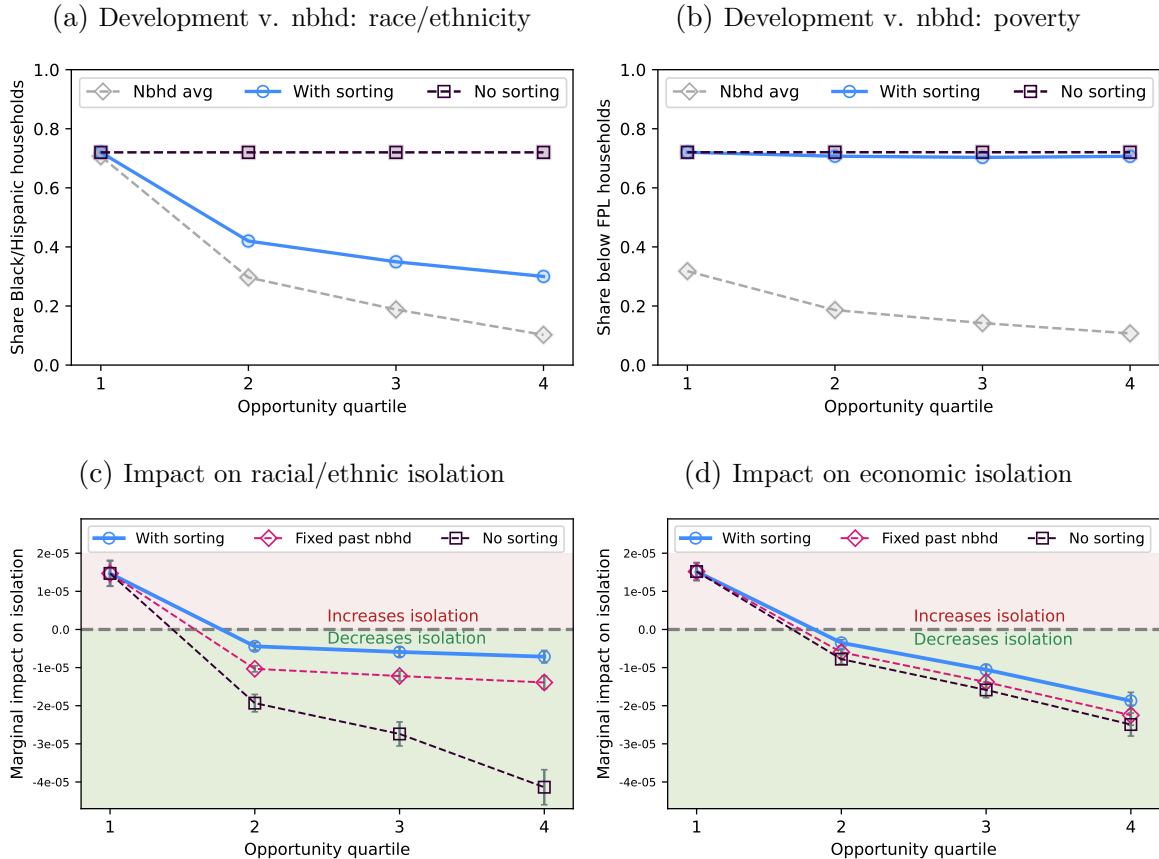 (a) Development v. nbhd: race/ethnicity
Nbhd avg With sorting No sorting
Share Black/Hispanic households
1.0
0.8
0.6
0.4
0.2
0.0
1 2 3 4
Opportunity quartile
(b) Development v. nbhd: poverty
Nbhd avg With sorting No sorting
Share below FPL households
1.0
0.8
0.6
0.4
0.2
0.0
1 2 3 4
Opportunity quartile
(c) Impact on racial/ethnic isolation
With sorting Fixed past nbhd No sorting
Marginal impact on isolation
2e-05
1e-05
0.0
-1e-05
-2e-05
-3e-05
-4e-05
Increases isolation
Decreases isolation
1 2 3 4
Opportunity quartile
(d) Impact on economic isolation
With sorting Fixed past nbhd No sorting
Marginal impact on isolation
2e-05
1e-05
0.0
-1e-05
-2e-05
-3e-05
-4e-05
Increases isolation
Decreases isolation
1 2 3 4
Opportunity quartile